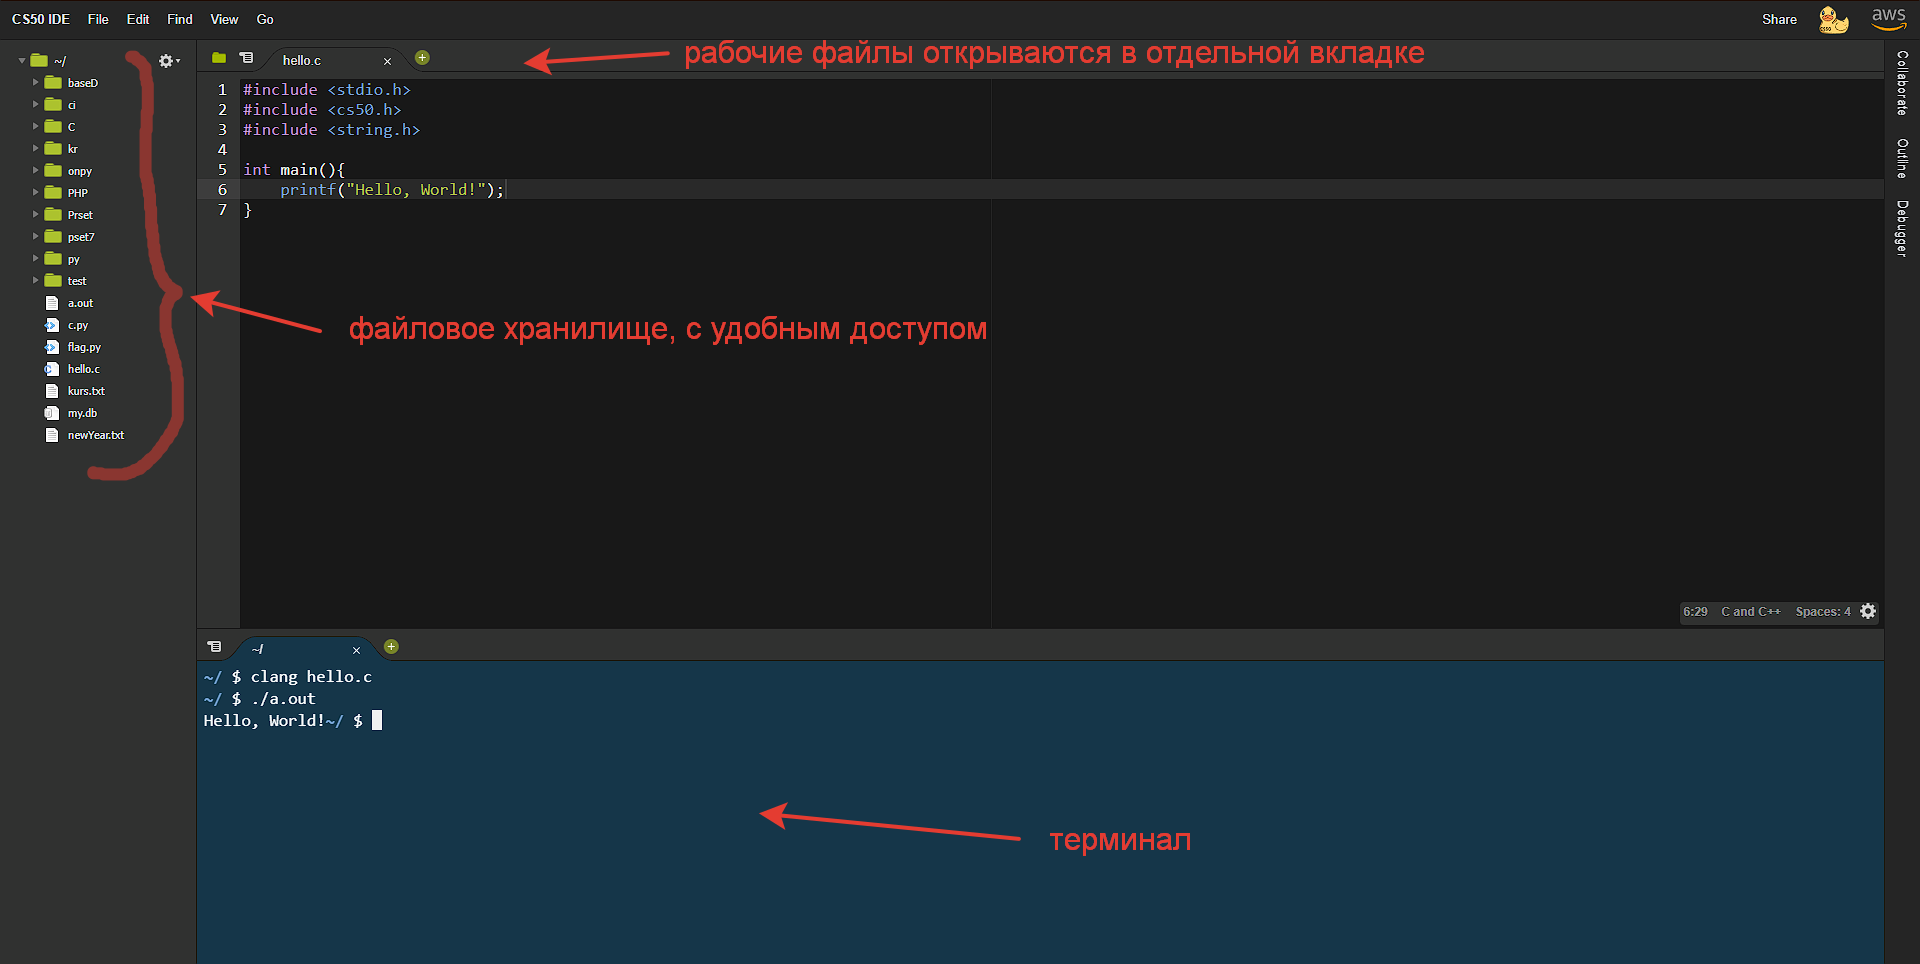 CS50 IDE File Edit Find View Go Share aws
~/
baseD
ci
C
kr
onpy
PHP
Prset
pset7
py
test
a.out
c.py
flag.py
hello.c
kurs.txt
my.db
newYear.txt
hello.c × +
рабочие файлы открываются в отдельной вкладке
1 #include <stdio.h>
2 #include <cs50.h>
3 #include <string.h>
4
5 int main(){
6 printf("Hello, World!");
7 }
файловое хранилище, с удобным доступом
6:29 C and C++ Spaces: 4
~/ × +
~/ $ clang hello.c
~/ $ ./a.out
Hello, World!~/ $
терминал
Collaborate
Outline
Debugger